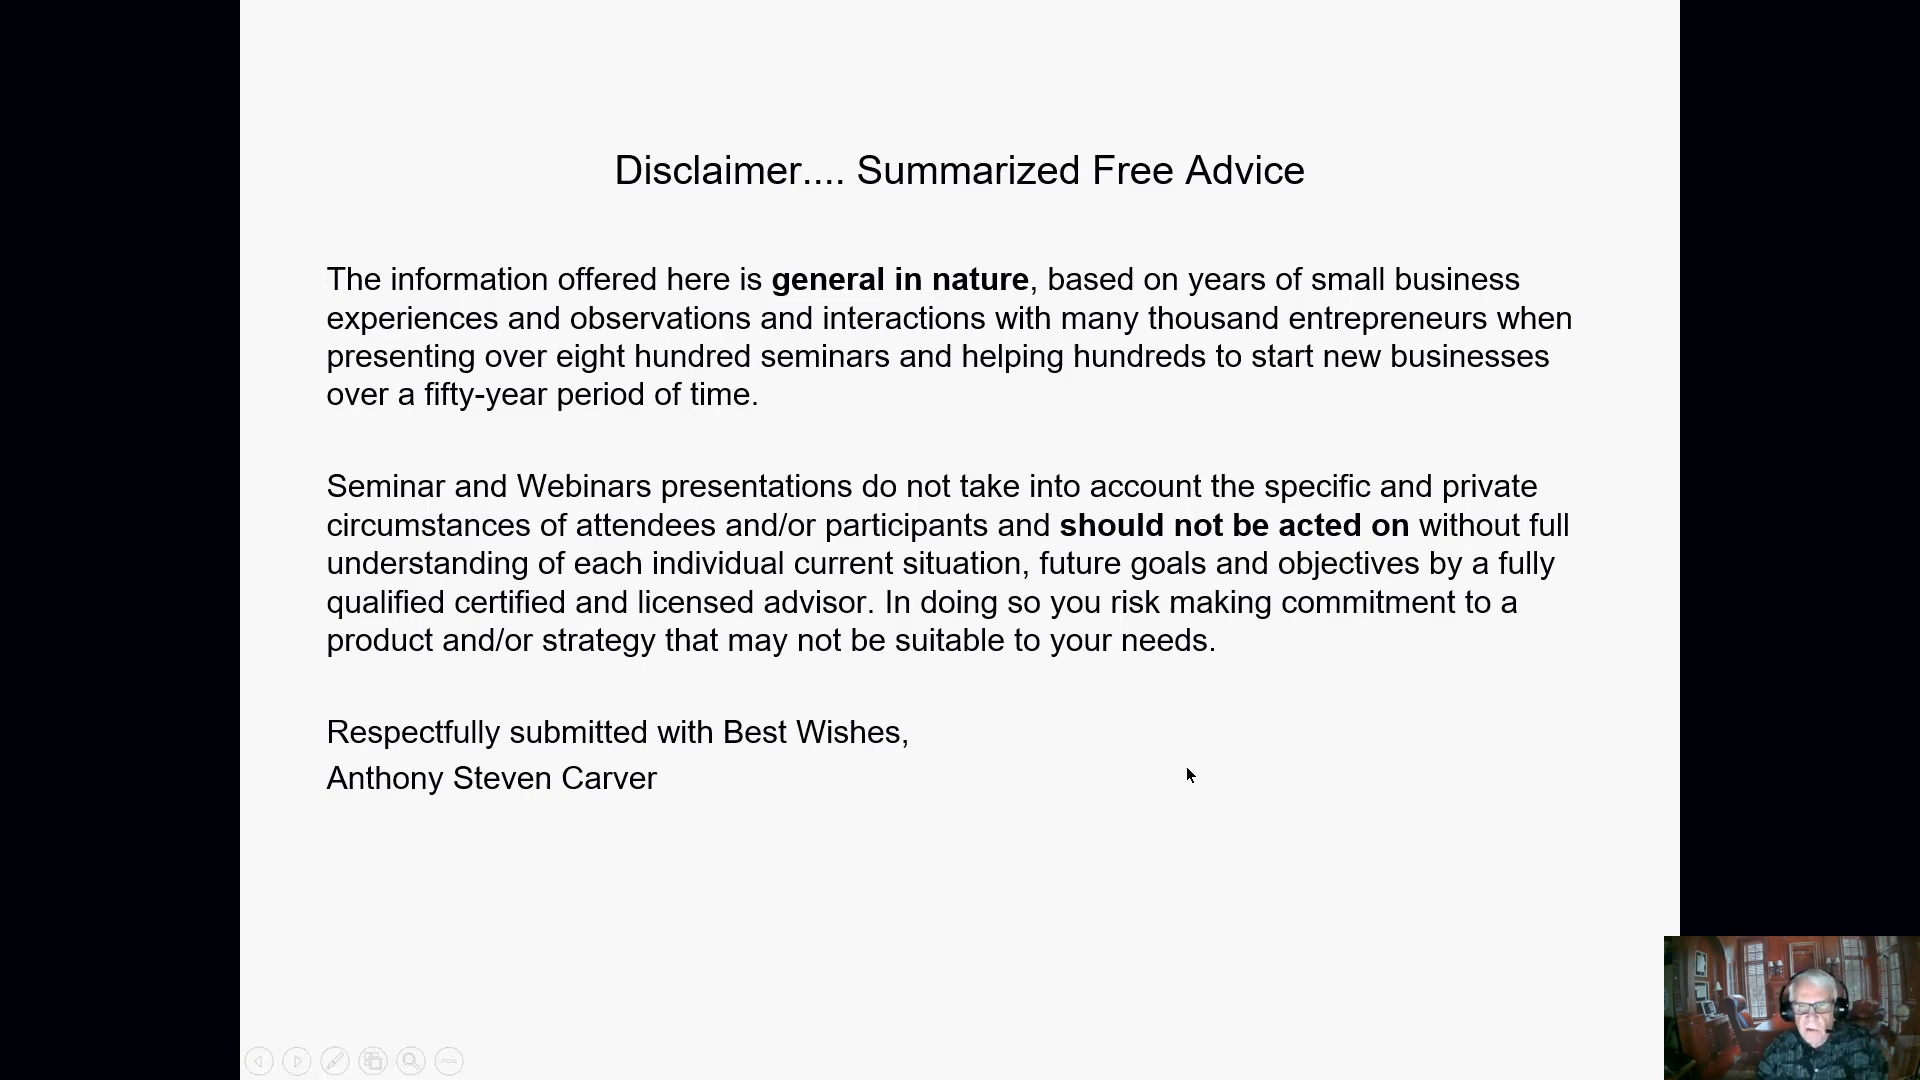 Disclaimer.... Summarized Free Advice
The information offered here is general in nature, based on years of small business
experiences and observations and interactions with many thousand entrepreneurs when
presenting over eight hundred seminars and helping hundreds to start new businesses
over a fifty-year period of time.
Seminar and Webinars presentations do not take into account the specific and private
circumstances of attendees and/or participants and should not be acted on without full
understanding of each individual current situation, future goals and objectives by a fully
qualified certified and licensed advisor. In doing so you risk making commitment to a
product and/or strategy that may not be suitable to your needs.
Respectfully submitted with Best Wishes,
Anthony Steven Carver